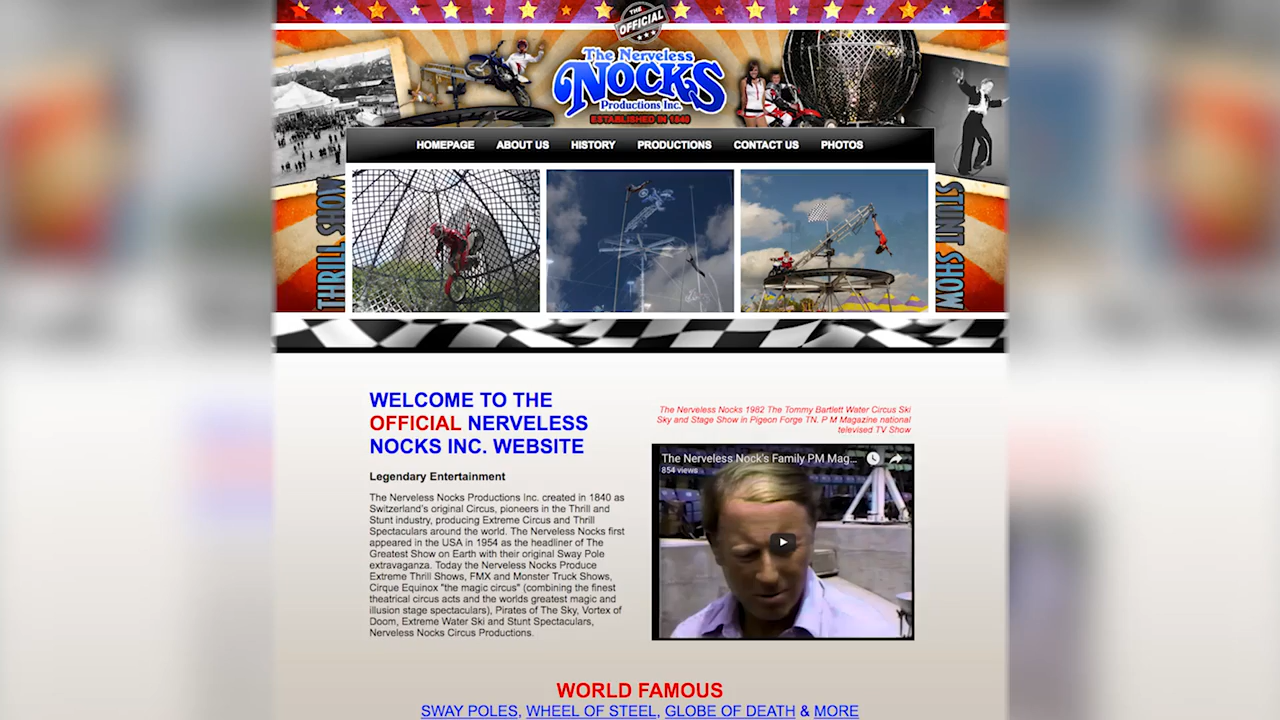 THE
OFFICIAL
The Nerveless
NOCKS
Productions Inc.
ESTABLISHED IN 1840
HOMEPAGE ABOUT US HISTORY PRODUCTIONS CONTACT US PHOTOS
THRILL SHOW
STUNT SHOW
WELCOME TO THE
OFFICIAL NERVELESS
NOCKS INC. WEBSITE
Legendary Entertainment
The Nerveless Nocks Productions Inc. created in 1840 as
Switzerland's original Circus, pioneers in the Thrill and
Stunt industry, producing Extreme Circus and Thrill
Spectaculars around the world. The Nerveless Nocks first
appeared in the USA in 1954 as the headliner of The
Greatest Show on Earth with their original Sway Pole
extravaganza. Today the Nerveless Nocks Produce
Extreme Thrill Shows, FMX and Monster Truck Shows,
Cirque Equinox "the magic circus" (combining the finest
theatrical circus acts and the worlds greatest magic and
illusion stage spectaculars), Pirates of The Sky, Vortex of
Doom, Extreme Water Ski and Stunt Spectaculars,
Nerveless Nocks Circus Productions.
The Nerveless Nocks 1982 The Tommy Bartlett Water Circus Ski
Sky and Stage Show in Pigeon Forge TN. P M Magazine national
televised TV Show
The Nerveless Nock's Family PM Mag...
854 views
WORLD FAMOUS
SWAY POLES, WHEEL OF STEEL, GLOBE OF DEATH & MORE